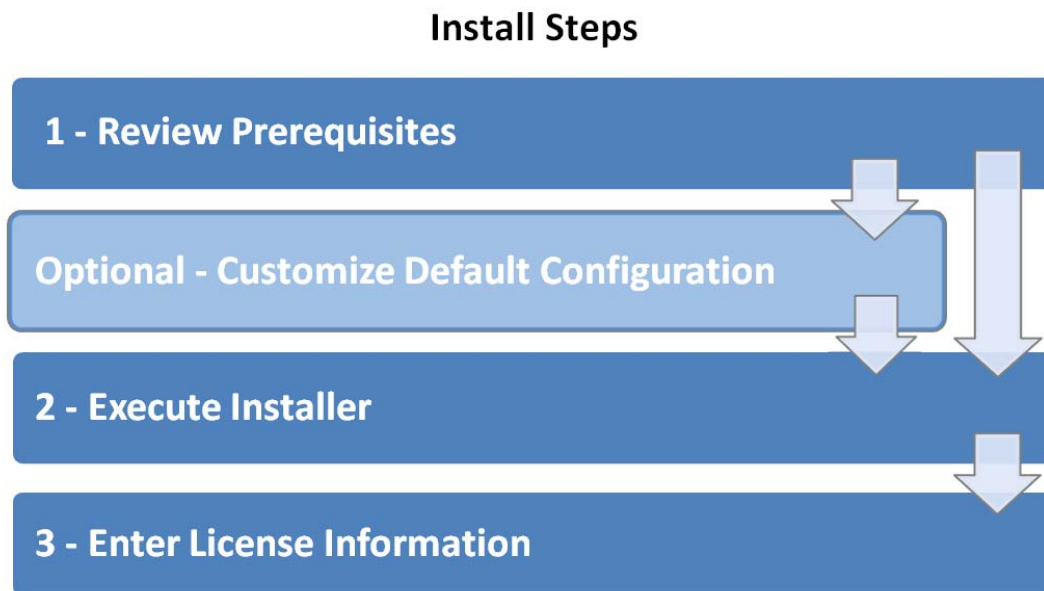 Install Steps
1 - Review Prerequisites
Optional - Customize Default Configuration
2 - Execute Installer
3 - Enter License Information